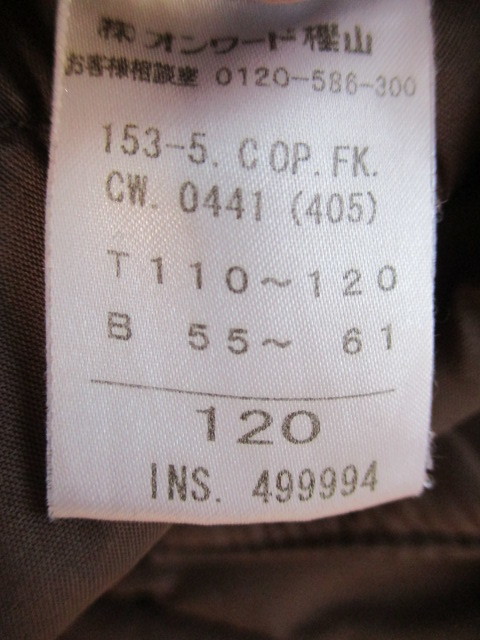 ㈱オンワード樫山
お客様相談室 0120-586-300
153-5. COP. FK.
CW. 0441 (405)
T110～120
B 55～ 61
120
INS. 499994